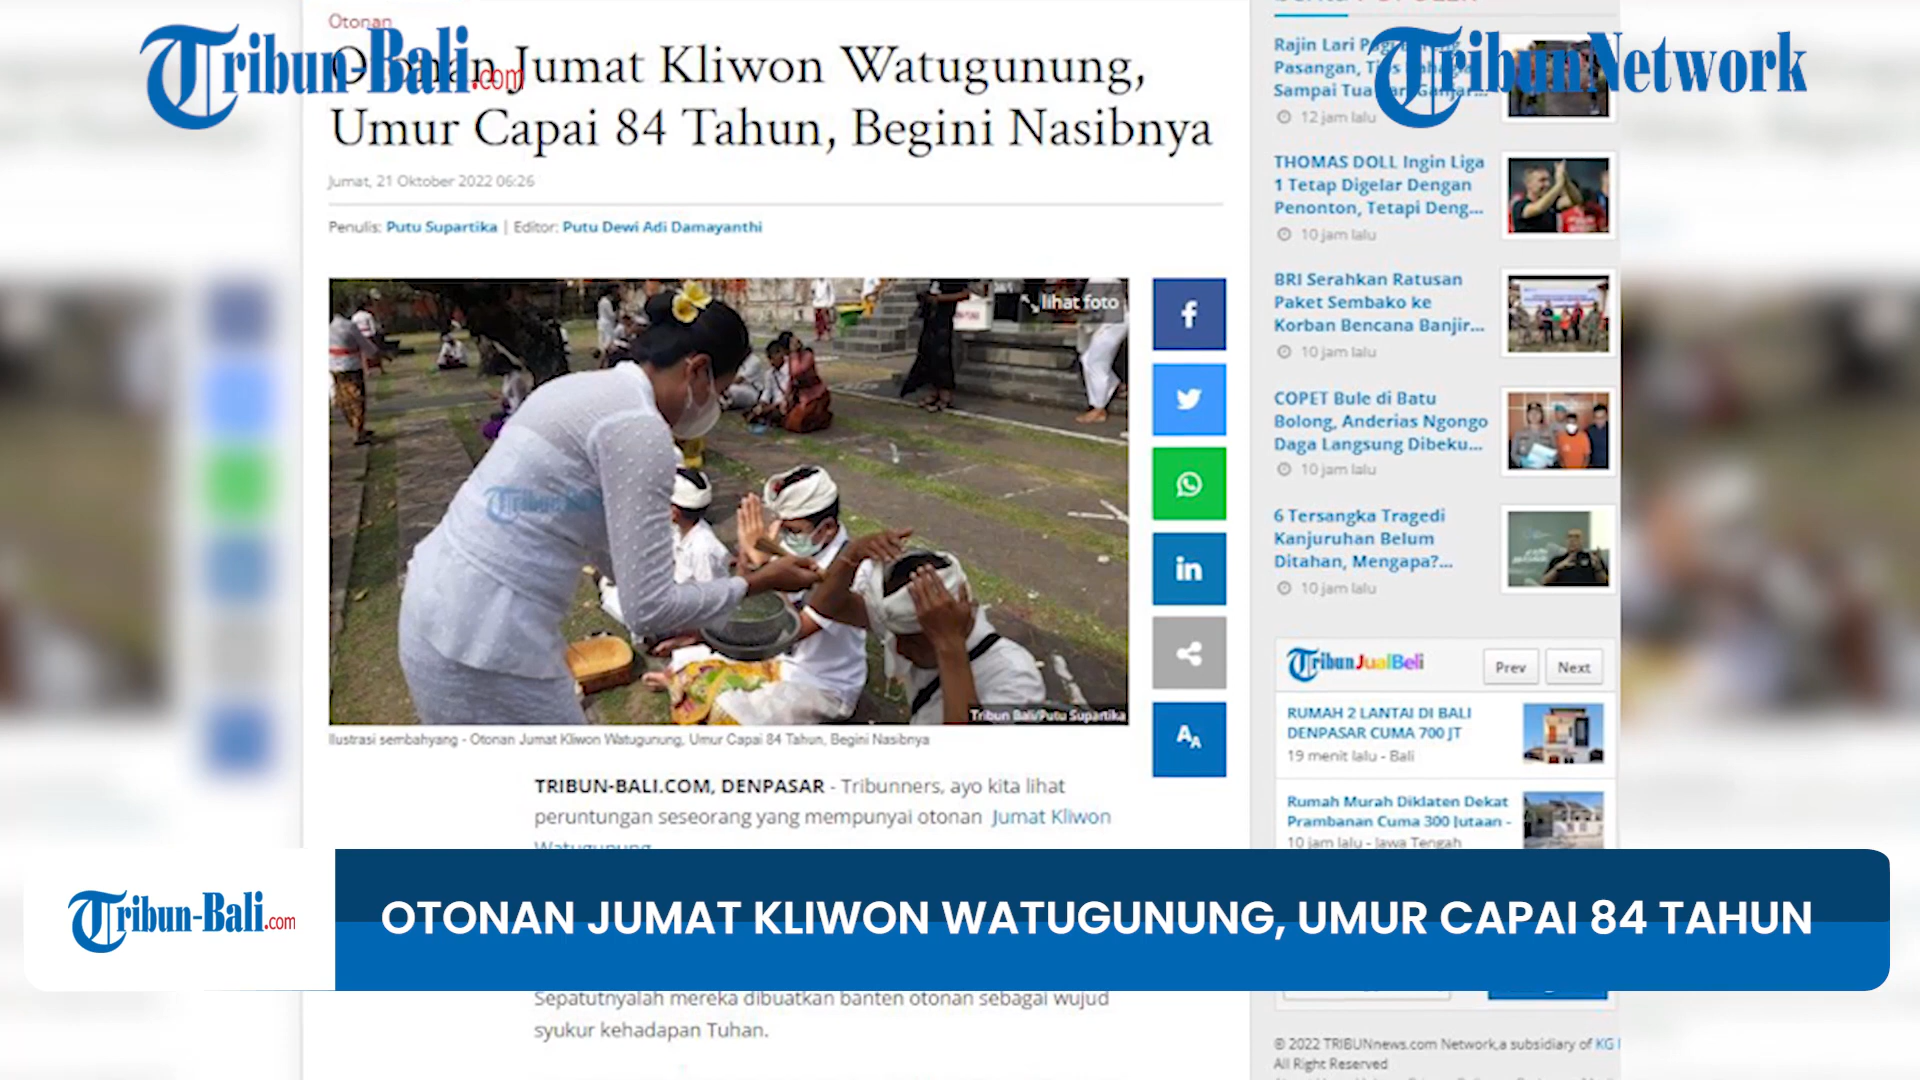 Otonan
Otonan Jumat Kliwon Watugunung,
Umur Capai 84 Tahun, Begini Nasibnya
Jumat, 21 Oktober 2022 06:26
Penulis: Putu Supartika | Editor: Putu Dewi Adi Damayanthi
Tribun-Bali.com
TribunNetwork
lihat foto
Tribun-Bali
Tribun Bali/Putu Supartika
Ilustrasi sembahyang - Otonan Jumat Kliwon Watugunung, Umur Capai 84 Tahun, Begini Nasibnya
TRIBUN-BALI.COM, DENPASAR - Tribunners, ayo kita lihat
peruntungan seseorang yang mempunyai otonan Jumat Kliwon
Watugunung.
Sepatutnyalah mereka dibuatkan banten otonan sebagai wujud
syukur kehadapan Tuhan.
Rajin Lari
Pasangan,
Sampai Tua
12 jam lalu
THOMAS DOLL Ingin Liga
1 Tetap Digelar Dengan
Penonton, Tetapi Deng...
10 jam lalu
BRI Serahkan Ratusan
Paket Sembako ke
Korban Bencana Banjir...
10 jam lalu
COPET Bule di Batu
Bolong, Anderias Ngongo
Daga Langsung Dibeku...
10 jam lalu
6 Tersangka Tragedi
Kanjuruhan Belum
Ditahan, Mengapa?...
10 jam lalu
TribunJualBeli
Prev
Next
RUMAH 2 LANTAI DI BALI
DENPASAR CUMA 700 JT
19 menit lalu - Bali
Rumah Murah Diklaten Dekat
Prambanan Cuma 300 Jutaan -
10 jam lalu - Jawa Tengah
Tribun-Bali.com
OTONAN JUMAT KLIWON WATUGUNUNG, UMUR CAPAI 84 TAHUN
© 2022 TRIBUNnews.com Network,a subsidiary of KG
All Right Reserved